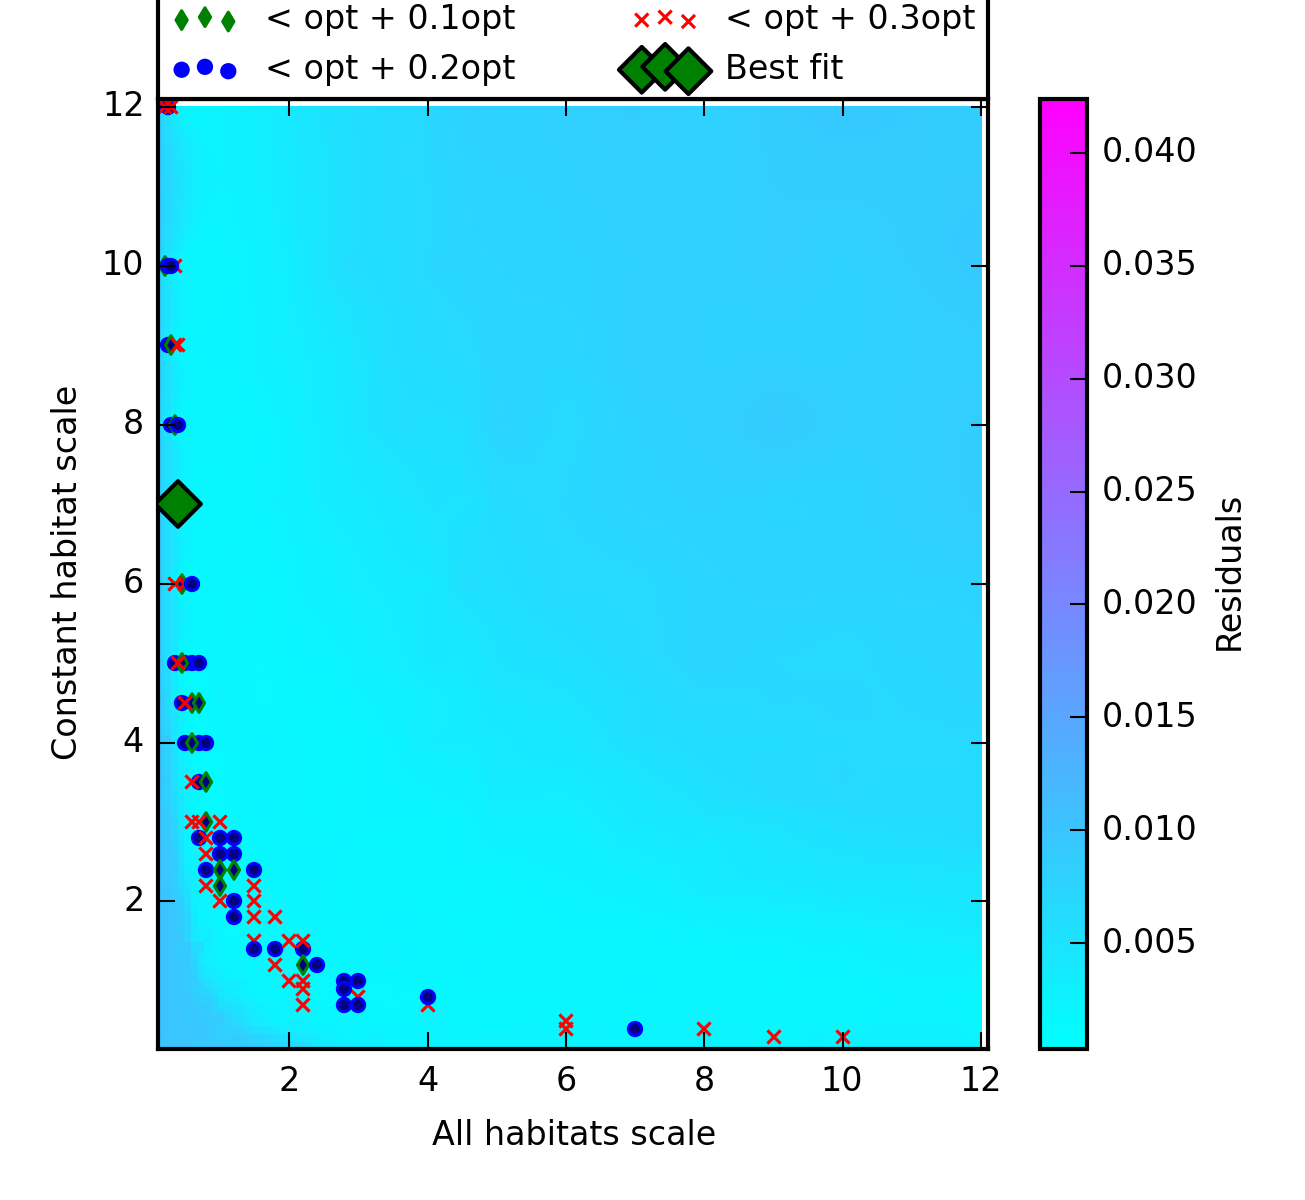 < opt + 0.1opt
< opt + 0.3opt
< opt + 0.2opt
Best fit
12
10
8
6
4
2
Constant habitat scale
2 4 6 8 10 12
All habitats scale
0.040
0.035
0.030
0.025
0.020
0.015
0.010
0.005
Residuals